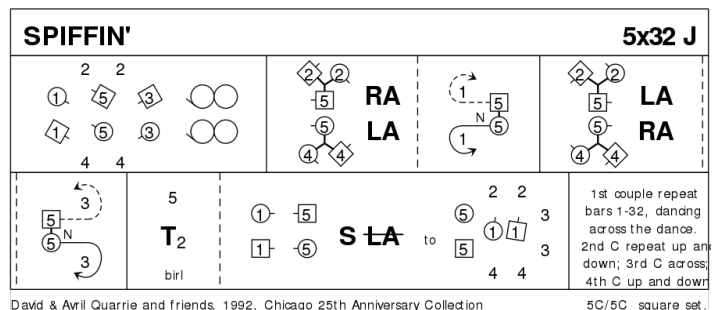 SPIFFIN' 5x32 J
2 2
1 5 3
1 5 3
4 4
2 2
5 RA
5 LA
4 4
1 5
N 5
1
2 2
5 LA
5 RA
4 4
3
5
5 N
3
5
T2
birl
1 5
1 5
S LA to
2 2
5 1 1 3
5 3
4 4
1st couple repeat
bars 1-32, dancing
across the dance.
2nd C repeat up and
down; 3rd C across;
4th C up and down
David & Avril Quarrie and friends, 1992, Chicago 25th Anniversary Collection 5C/5C square set.